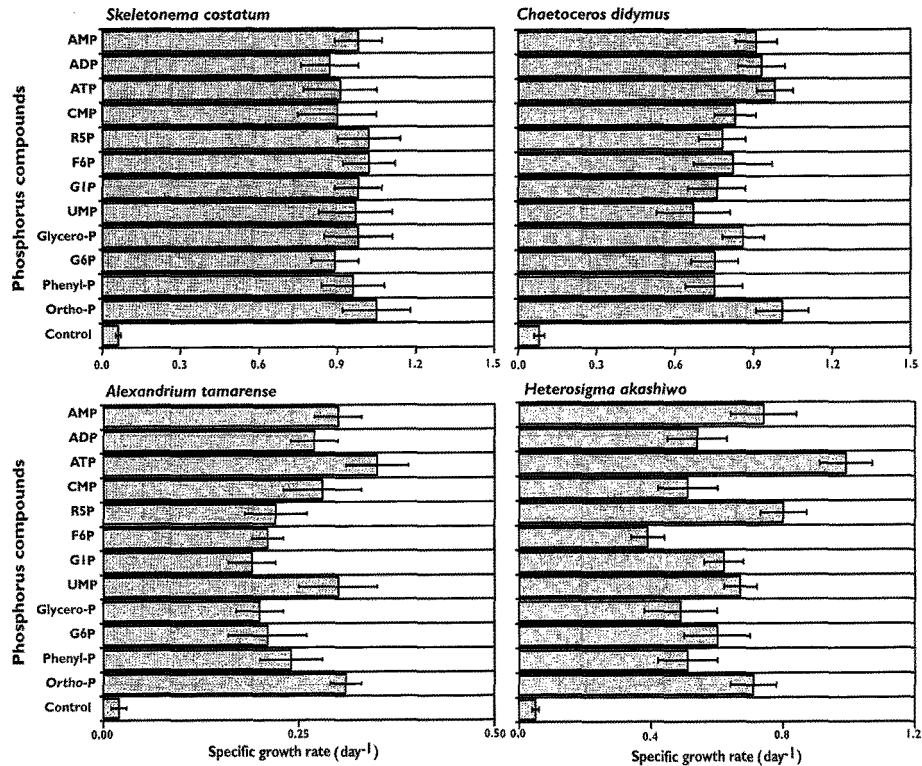 Skeletonema costatum
Phosphorus compounds
AMP
ADP
ATP
CMP
R5P
F6P
G1P
UMP
Glycero-P
G6P
Phenyl-P
Ortho-P
Control
0.0 0.3 0.6 0.9 1.2 1.5
Chaetoceros didymus
0.0 0.3 0.6 0.9 1.2 1.5
Alexandrium tamarense
Phosphorus compounds
AMP
ADP
ATP
CMP
R5P
F6P
G1P
UMP
Glycero-P
G6P
Phenyl-P
Ortho-P
Control
0.00 0.25 0.50
Specific growth rate (day-1)
Heterosigma akashiwo
0.0 0.4 0.8 1.2
Specific growth rate (day-1)